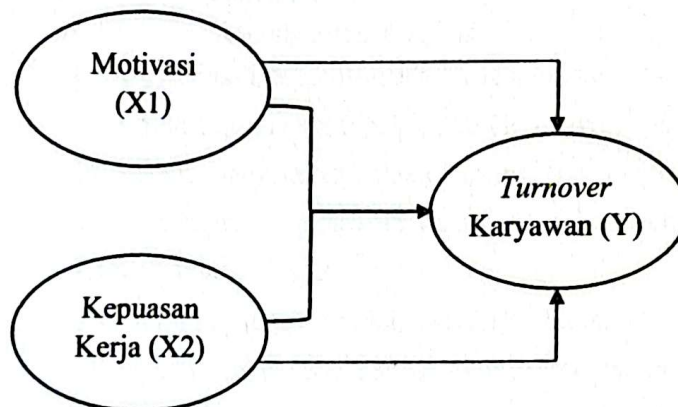 Motivasi
(X1)
Turnover
Karyawan (Y)
Kepuasan
Kerja (X2)